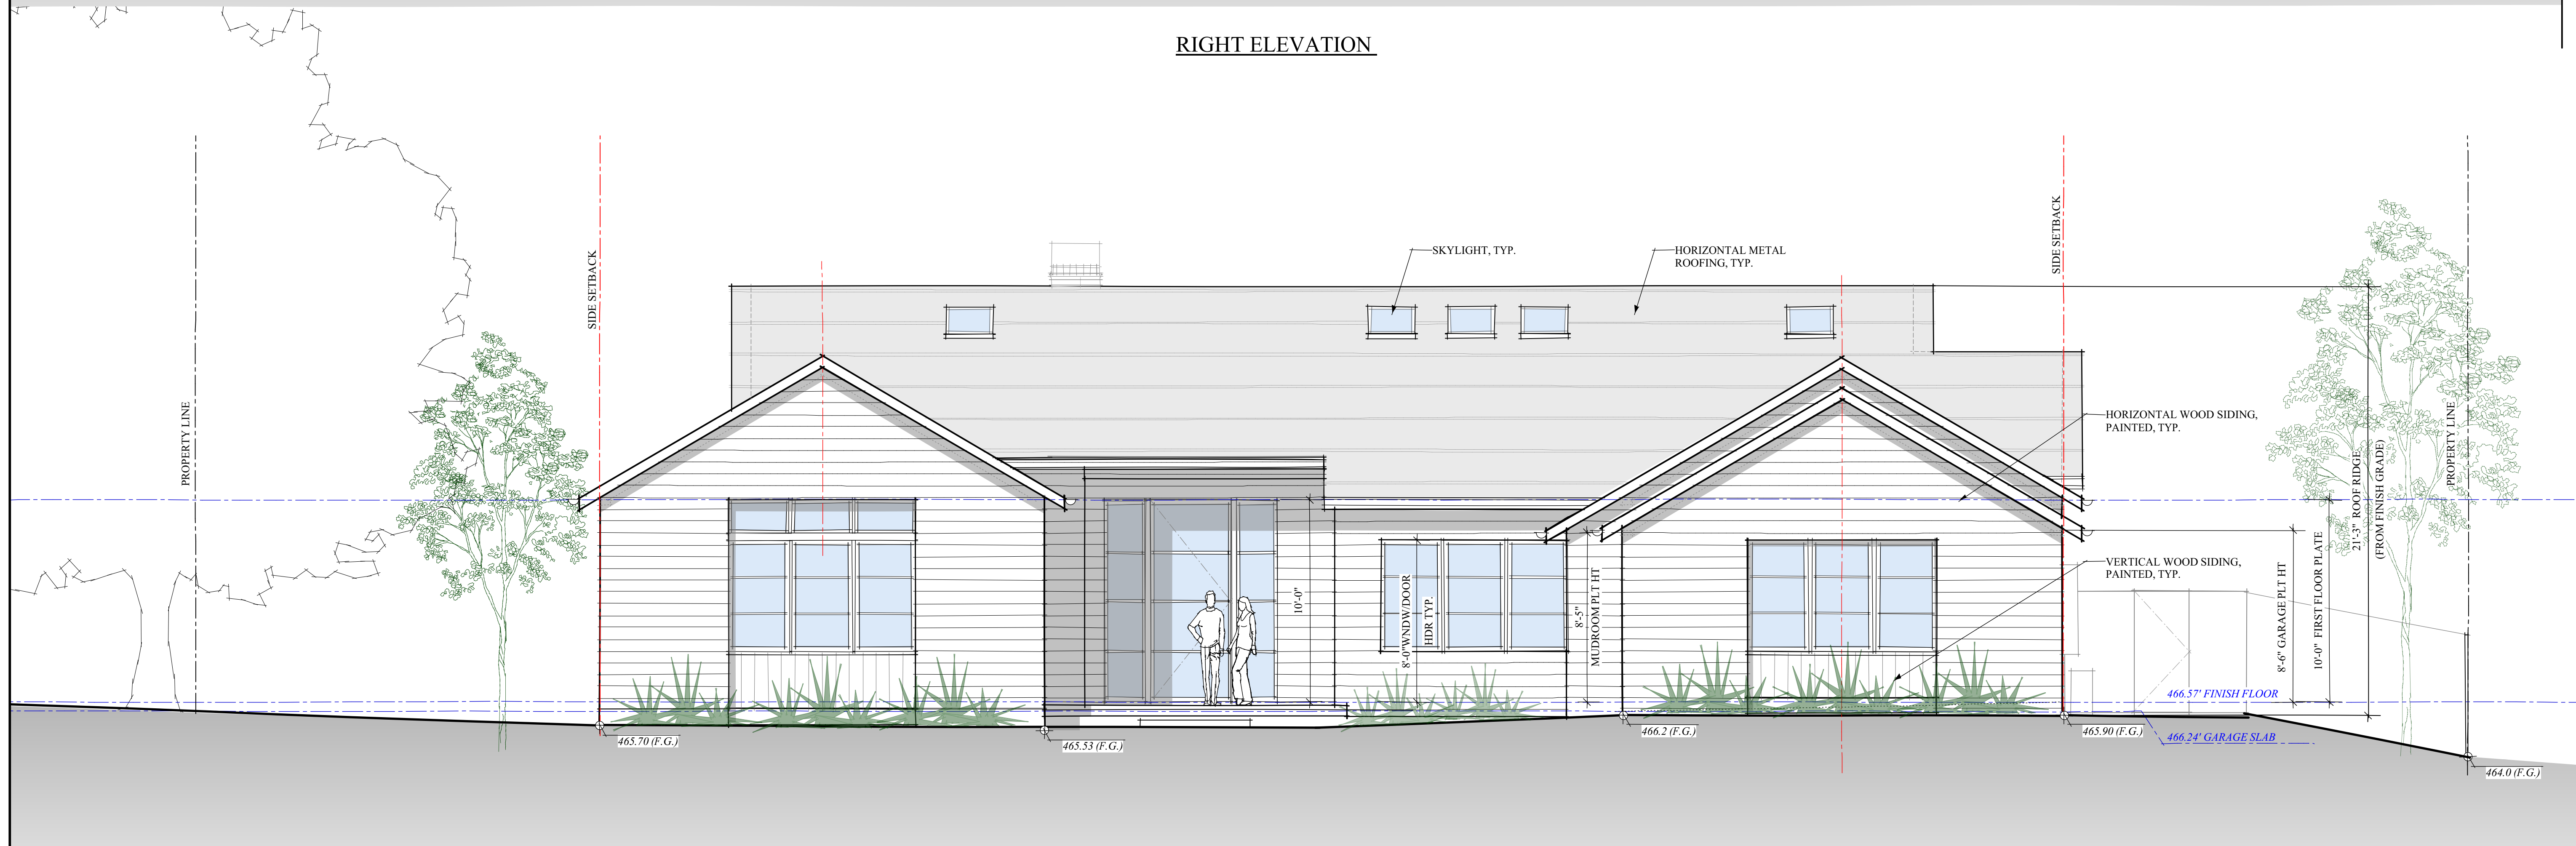 RIGHT ELEVATION
PROPERTY LINE
SIDE SETBACK
SKYLIGHT, TYP.
HORIZONTAL METAL
ROOFING, TYP.
SIDE SETBACK
HORIZONTAL WOOD SIDING,
PAINTED, TYP.
VERTICAL WOOD SIDING,
PAINTED, TYP.
10'-0"
8'-0"WNDW/DOOR
HDR TYP.
8'-5"
MUDROOM PLT HT
8'-6" GARAGE PLT HT
10'-0" FIRST FLOOR PLATE
21'-3" ROOF RIDGE
(FROM FINISH GRADE)
PROPERTY LINE
466.57' FINISH FLOOR
466.24' GARAGE SLAB
465.70 (F.G.)
465.53 (F.G.)
466.2 (F.G.)
465.90 (F.G.)
464.0 (F.G.)